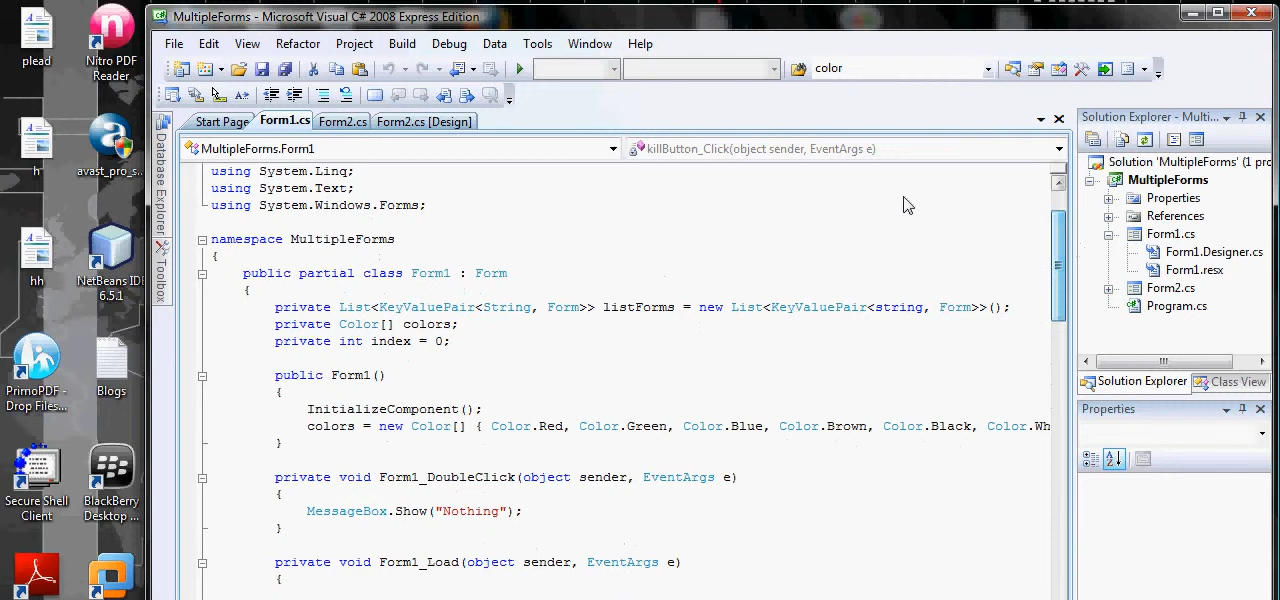 MultipleForms - Microsoft Visual C# 2008 Express Edition
File Edit View Refactor Project Build Debug Data Tools Window Help
color
Start Page Form1.cs Form2.cs Form2.cs [Design]
MultipleForms.Form1
killButton_Click(object sender, EventArgs e)
using System.Linq;
using System.Text;
using System.Windows.Forms;
namespace MultipleForms
{
public partial class Form1 : Form
{
private List<KeyValuePair<String, Form>> listForms = new List<KeyValuePair<string, Form>>();
private Color[] colors;
private int index = 0;
public Form1()
{
InitializeComponent();
colors = new Color[] { Color.Red, Color.Green, Color.Blue, Color.Brown, Color.Black, Color.Wh
}
private void Form1_DoubleClick(object sender, EventArgs e)
{
MessageBox.Show("Nothing");
}
private void Form1_Load(object sender, EventArgs e)
{
Database Explorer
Toolbox
Solution Explorer - Multi...
Solution 'MultipleForms' (1 pro
MultipleForms
Properties
References
Form1.cs
Form1.Designer.cs
Form1.resx
Form2.cs
Program.cs
Solution Explorer Class View
Properties
plead
Nitro PDF
Reader
h
avast_pro_s...
hh
NetBeans IDE
6.5.1
PrimoPDF -
Drop Files...
Blogs
Secure Shell
Client
BlackBerry
Desktop ...